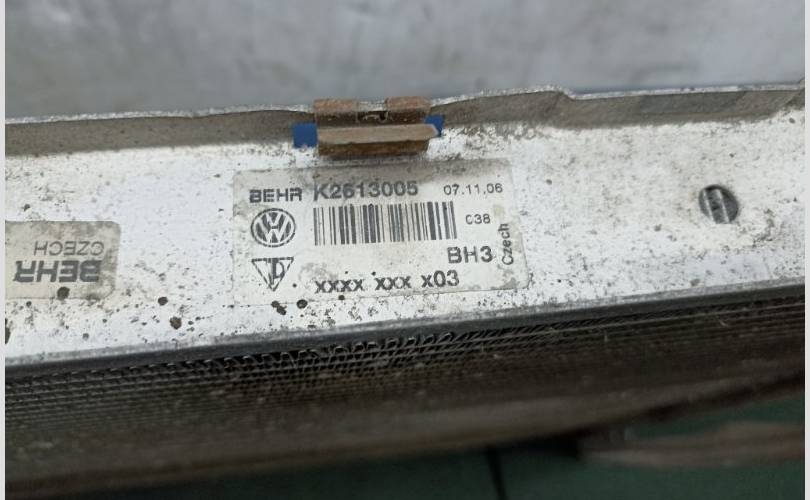 BEHR K2613005 07.11.06
C38
BH3
Czech
xxxx xxx x03
BEHR
CZECH